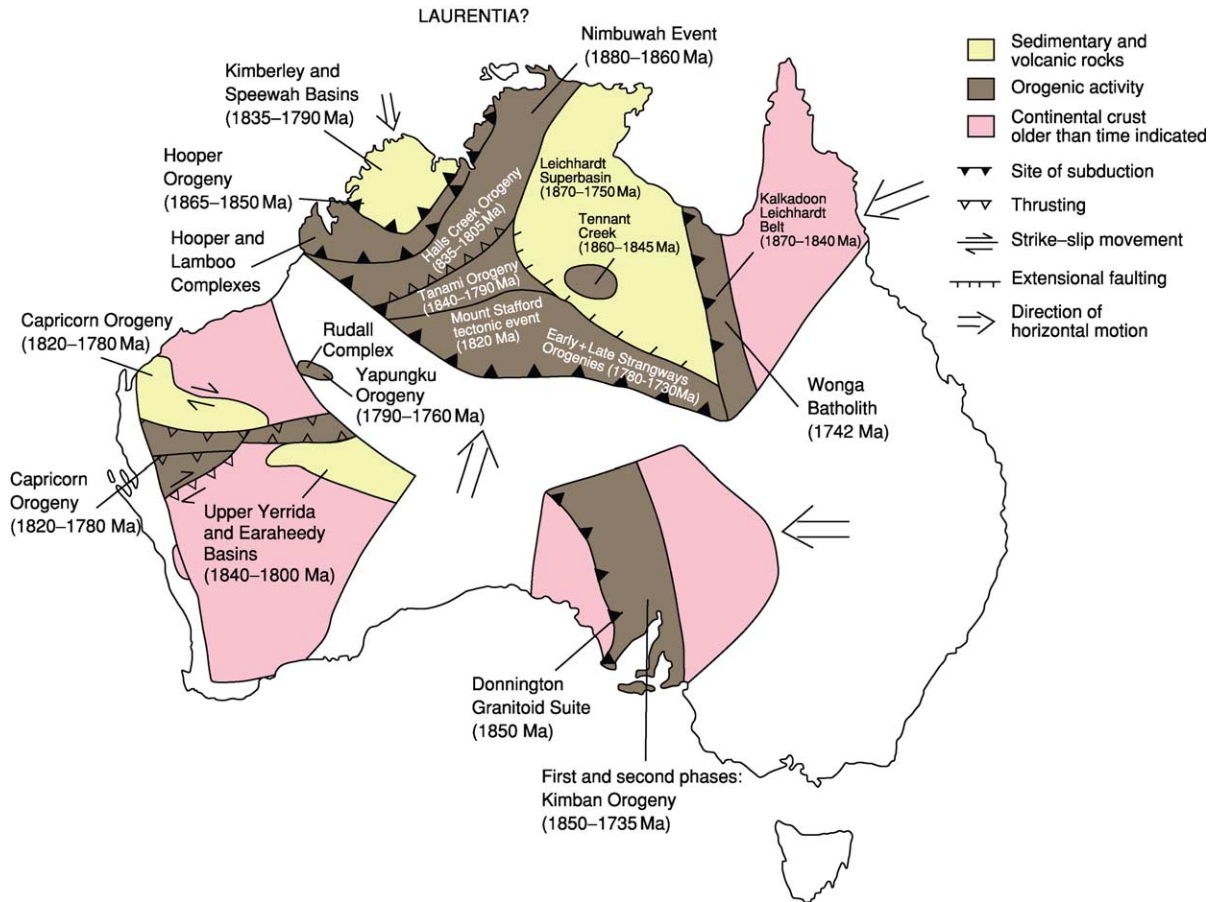 LAURENTIA?
Nimbuwah Event
(1880–1860 Ma)
Kimberley and
Speewah Basins
(1835–1790 Ma)
Hooper
Orogeny
(1865–1850 Ma)
Hooper and
Lamboo
Complexes
Halls Creek Orogeny
(835–1805 Ma)
Tanami Orogeny
(1840–1790 Ma)
Mount Stafford
tectonic event
(1820 Ma)
Early + Late Strangways
Orogenies (1780-1730Ma)
Leichhardt
Superbasin
(1870–1750 Ma)
Tennant
Creek
(1860–1845 Ma)
Kalkadoon
Leichhardt
Belt
(1870–1840 Ma)
Wonga
Batholith
(1742 Ma)
Capricorn Orogeny
(1820–1780 Ma)
Rudall
Complex
Yapungku
Orogeny
(1790–1760 Ma)
Capricorn
Orogeny
(1820–1780 Ma)
Upper Yerrida
and Earaheedy
Basins
(1840–1800 Ma)
Donnington
Granitoid Suite
(1850 Ma)
First and second phases:
Kimban Orogeny
(1850–1735 Ma)
Sedimentary and
volcanic rocks
Orogenic activity
Continental crust
older than time indicated
Site of subduction
Thrusting
Strike–slip movement
Extensional faulting
Direction of
horizontal motion